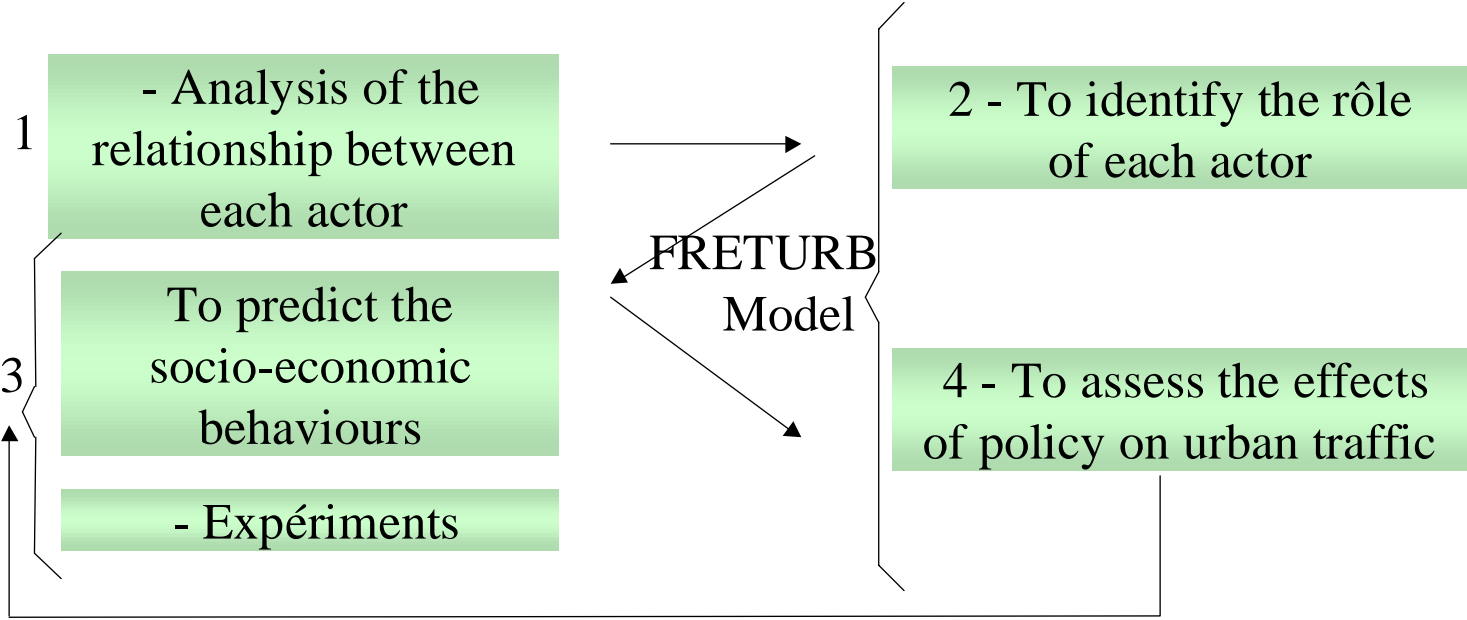 1
- Analysis of the
relationship between
each actor
2 - To identify the rôle
of each actor
FRETURB
Model
3
To predict the
socio-economic
behaviours
- Expériments
4 - To assess the effects
of policy on urban traffic